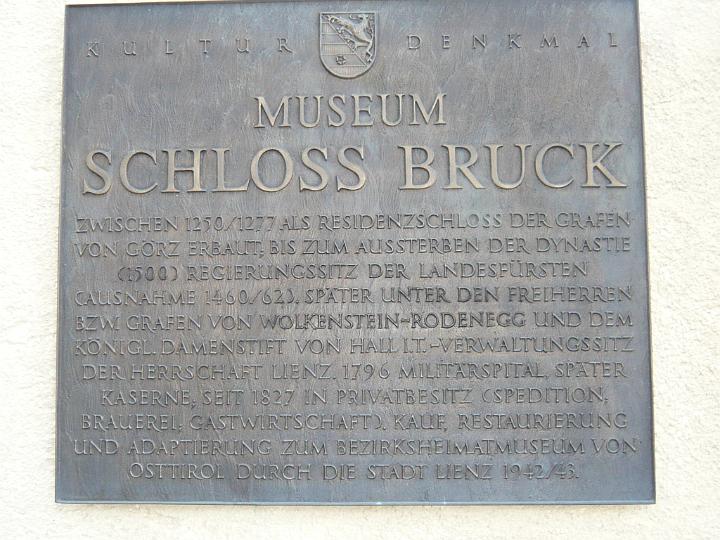 KULTUR DENKMAL
MUSEUM
SCHLOSS BRUCK
ZWISCHEN 1250/1277 ALS RESIDENZSCHLOSS DER GRAFEN
VON GÖRZ ERBAUT; BIS ZUM AUSSTERBEN DER DYNASTIE
(1500) REGIERUNGSSITZ DER LANDESFÜRSTEN
(AUSNAHME 1460/62). SPÄTER UNTER DEN FREIHERREN
BZW. GRAFEN VON WOLKENSTEIN-RODENEGG UND DEM
KÖNIGL. DAMENSTIFT VON HALL I.T.-VERWALTUNGSSITZ
DER HERRSCHAFT LIENZ. 1796 MILITÄRSPITAL, SPÄTER
KASERNE, SEIT 1827 IN PRIVATBESITZ (SPEDITION,
BRAUEREI, GASTWIRTSCHAFT). KAUF, RESTAURIERUNG
UND ADAPTIERUNG ZUM BEZIRKSHEIMATMUSEUM VON
OSTTIROL DURCH DIE STADT LIENZ 1942/43.